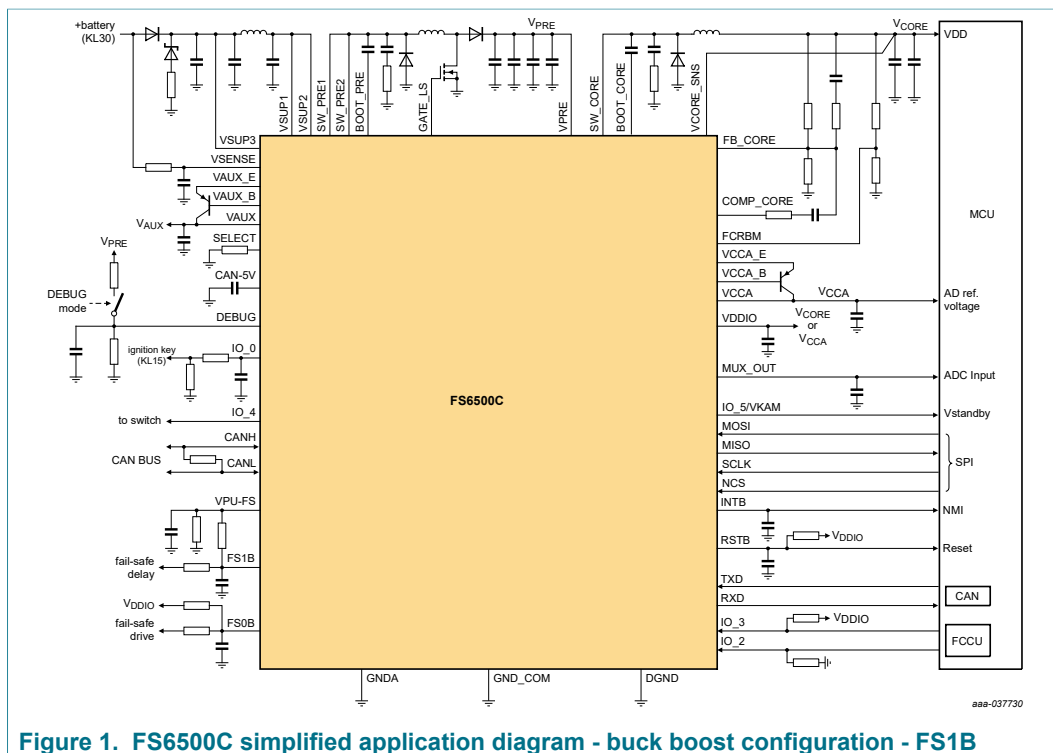 +battery
(KL30)
VPRE
VCORE
VSUP1
VSUP2
SW_PRE1
SW_PRE2
BOOT_PRE
GATE_LS
VPRE
SW_CORE
BOOT_CORE
VCORE_SNS
VDD
VSUP3
VSENSE
VAUX_E
VAUX_B
VAUX
VAUX
SELECT
VPRE
CAN-5V
DEBUG
mode
DEBUG
ignition key
(KL15)
IO_0
to switch
IO_4
CANH
CAN BUS
CANL
VPU-FS
fail-safe
delay
FS1B
VDDIO
fail-safe
drive
FS0B
FS6500C
GNDA
GND_COM
DGND
FB_CORE
COMP_CORE
FCRBM
VCCA_E
VCCA_B
VCCA
VCCA
VDDIO
VCORE
or
VCCA
MUX_OUT
IO_5/VKAM
MOSI
MISO
SCLK
NCS
INTB
RSTB
VDDIO
TXD
RXD
IO_3
VDDIO
IO_2
MCU
AD ref.
voltage
ADC Input
Vstandby
SPI
NMI
Reset
CAN
FCCU
aaa-037730
Figure 1. FS6500C simplified application diagram - buck boost configuration - FS1B